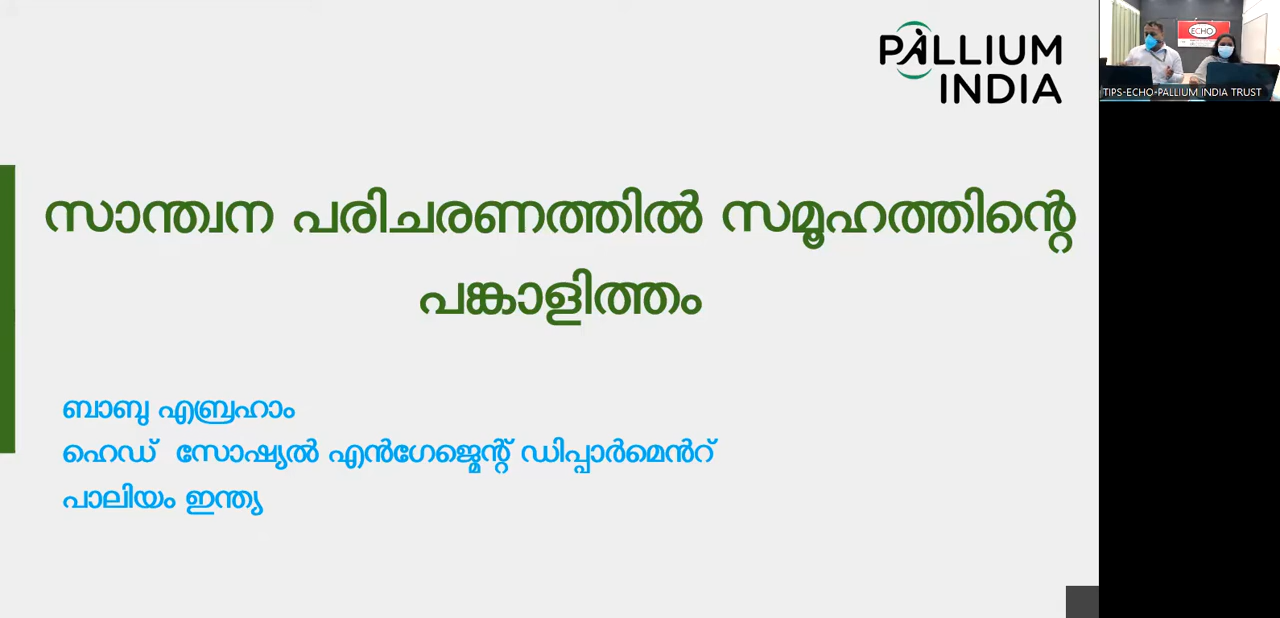 PALLIUM
INDIA
ECHO
TIPS-ECHO-PALLIUM INDIA TRUST
സാന്ത്വന പരിചരണത്തിൽ സമൂഹത്തിന്റെ
പങ്കാളിത്തം
ബാബു എബ്രഹാം
ഹെഡ് സോഷ്യൽ എൻഗേജ്മെന്റ് ഡിപ്പാർമെൻറ്
പാലിയം ഇന്ത്യ